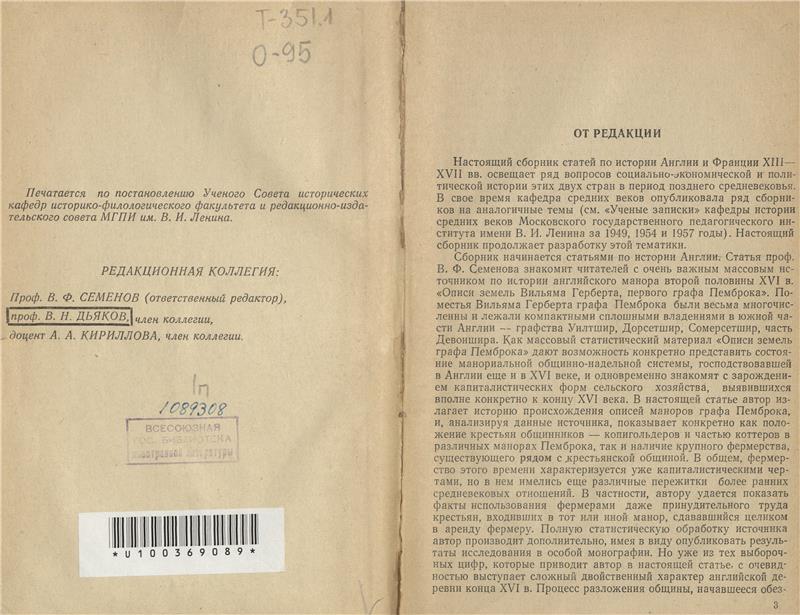 Т-351.1
О-95
Печатается по постановлению Ученого Совета исторических
кафедр историко-филологического факультета и редакционно-изда-
тельского совета МГПИ им. В. И. Ленина.
РЕДАКЦИОННАЯ КОЛЛЕГИЯ:
Проф. В. Ф. СЕМЕНОВ (ответственный редактор),
проф. В. Н. ДЬЯКОВ, член коллегии,
доцент А. А. КИРИЛЛОВА, член коллегии.
1п
1089308
ВСЕСОЮЗНАЯ
ГОС. БИБЛИОТЕКА
иностранной литературы
*U100369089*
ОТ РЕДАКЦИИ
Настоящий сборник статей по истории Англии и Франции XIII—
XVII вв. освещает ряд вопросов социально-экономической и поли-
тической истории этих двух стран в период позднего средневековья.
В свое время кафедра средних веков опубликовала ряд сбор-
ников на аналогичные темы (см. «Ученые записки» кафедры истории
средних веков Московского государственного педагогического ин-
ститута имени В. И. Ленина за 1949, 1954 и 1957 годы). Настоящий
сборник продолжает разработку этой тематики.
Сборник начинается статьями по истории Англии. Статья проф.
В. Ф. Семенова знакомит читателей с очень важным массовым ис-
точником по истории английского манора второй половины XVI в.
«Описи земель Вильяма Герберта, первого графа Пемброка». По-
местья Вильяма Герберта графа Пемброка были весьма многочис-
ленны и лежали компактными сплошными владениями в южной ча-
сти Англии — графства Уилтшир, Дорсетшир, Сомерсетшир, часть
Девоншира. Как массовый статистический материал «Описи земель
графа Пемброка» дают возможность конкретно представить состоя-
ние манориальной общинно-надельной системы, господствовавшей
в Англии еще и в XVI веке, и одновременно знакомят с зарождени-
ем капиталистических форм сельского хозяйства, выявившихся
вполне конкретно к концу XVI века. В настоящей статье автор из-
лагает историю происхождения описей маноров графа Пемброка,
и, анализируя данные источника, показывает конкретно как поло-
жение крестьян общинников — копигольдеров и частью коттеров в
различных манорах Пемброка, так и наличие крупного фермерства,
существующего рядом с крестьянской общиной. В общем, фермер-
ство этого времени характеризуется уже капиталистическими чер-
тами, но в нем имелись еще различные пережитки более ранних
средневековых отношений. В частности, автору удается показать
факты использования фермерами даже принудительного труда
крестьян, входивших в тот или иной манор, сдававшийся целиком
в аренду фермеру. Полную статистическую обработку источника
автор производит дополнительно, имея в виду опубликовать резуль-
таты исследования в особой монографии. Но уже из тех выбороч-
ных цифр, которые приводит автор в настоящей статье, с очевид-
ностью выступает сложный двойственный характер английской де-
ревни конца XVI в. Процесс разложения общины, начавшееся обез-
3